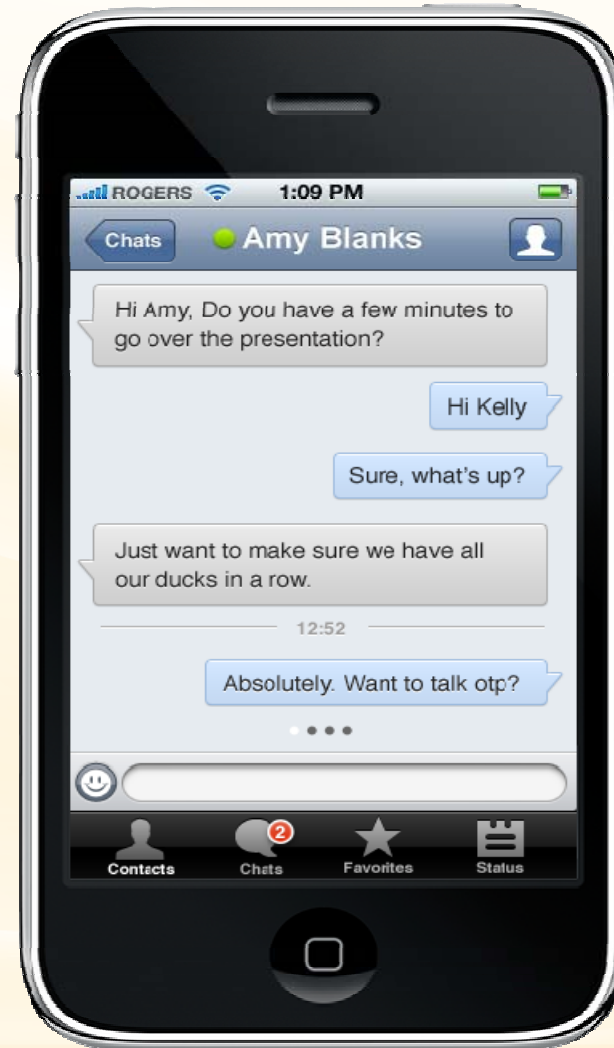 ROGERS 1:09 PM
Chats Amy Blanks
Hi Amy, Do you have a few minutes to
go over the presentation?
Hi Kelly
Sure, what's up?
Just want to make sure we have all
our ducks in a row.
12:52
Absolutely. Want to talk otp?
2
Contacts Chats Favorites Status